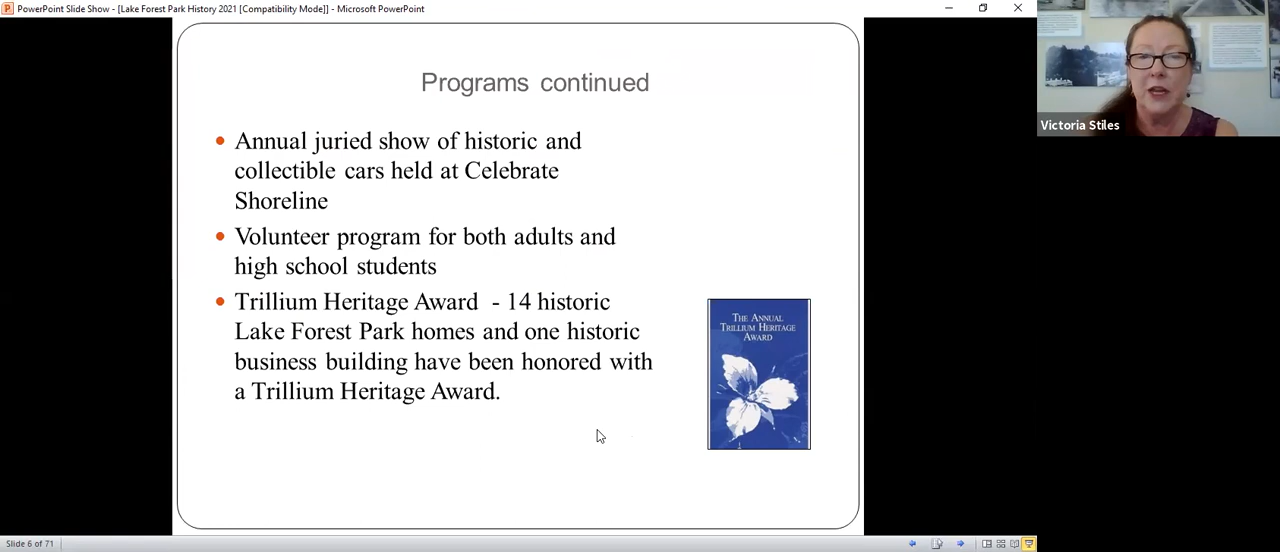 PowerPoint Slide Show - [Lake Forest Park History 2021 [Compatibility Mode]] - Microsoft PowerPoint
Programs continued
Annual juried show of historic and
collectible cars held at Celebrate
Shoreline
Volunteer program for both adults and
high school students
Trillium Heritage Award - 14 historic
Lake Forest Park homes and one historic
business building have been honored with
a Trillium Heritage Award.
THE ANNUAL
TRILLIUM HERITAGE
AWARD
Victoria Stiles
Slide 6 of 71